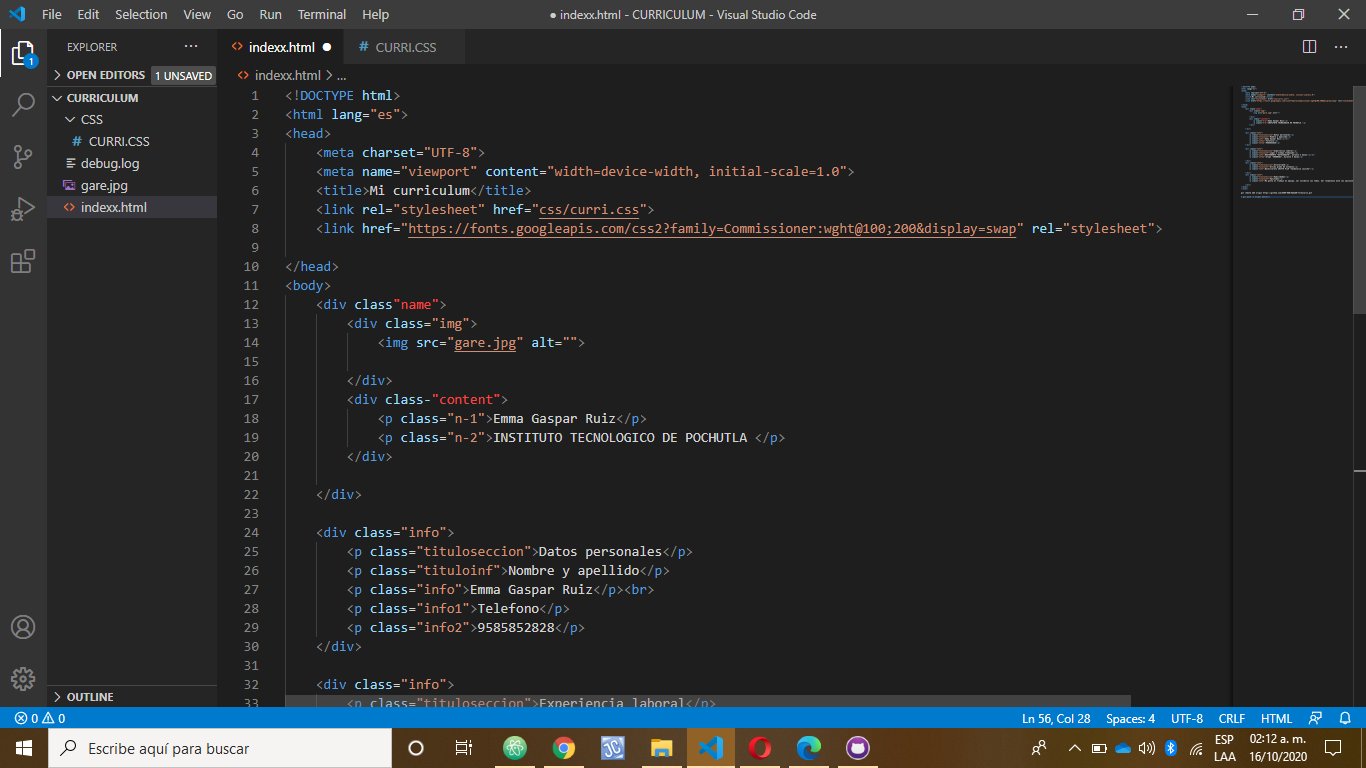 File Edit Selection View Go Run Terminal Help
● indexx.html - CURRICULUM - Visual Studio Code
EXPLORER ···
<> indexx.html ●
# CURRI.CSS
1
OPEN EDITORS 1 UNSAVED
CURRICULUM
CSS
# CURRI.CSS
debug.log
gare.jpg
<> indexx.html
OUTLINE
<> indexx.html > ...
1 <!DOCTYPE html>
2 <html lang="es">
3 <head>
4 <meta charset="UTF-8">
5 <meta name="viewport" content="width=device-width, initial-scale=1.0">
6 <title>Mi curriculum</title>
7 <link rel="stylesheet" href="css/curri.css">
8 <link href="https://fonts.googleapis.com/css2?family=Commissioner:wght@100;200&display=swap" rel="stylesheet">
9
10 </head>
11 <body>
12 <div class"name">
13 <div class="img">
14 <img src="gare.jpg" alt="">
15
16 </div>
17 <div class-"content">
18 <p class="n-1">Emma Gaspar Ruiz</p>
19 <p class="n-2">INSTITUTO TECNOLOGICO DE POCHUTLA </p>
20 </div>
21
22 </div>
23
24 <div class="info">
25 <p class="tituloseccion">Datos personales</p>
26 <p class="tituloinf">Nombre y apellido</p>
27 <p class="info">Emma Gaspar Ruiz</p><br>
28 <p class="info1">Telefono</p>
29 <p class="info2">9585852828</p>
30 </div>
31
32 <div class="info">
33 <p class="tituloseccion">Experiencia laboral</p>
0 0
Ln 56, Col 28 Spaces: 4 UTF-8 CRLF HTML
Escribe aquí para buscar
JC
ESP
LAA
02:12 a. m.
16/10/2020